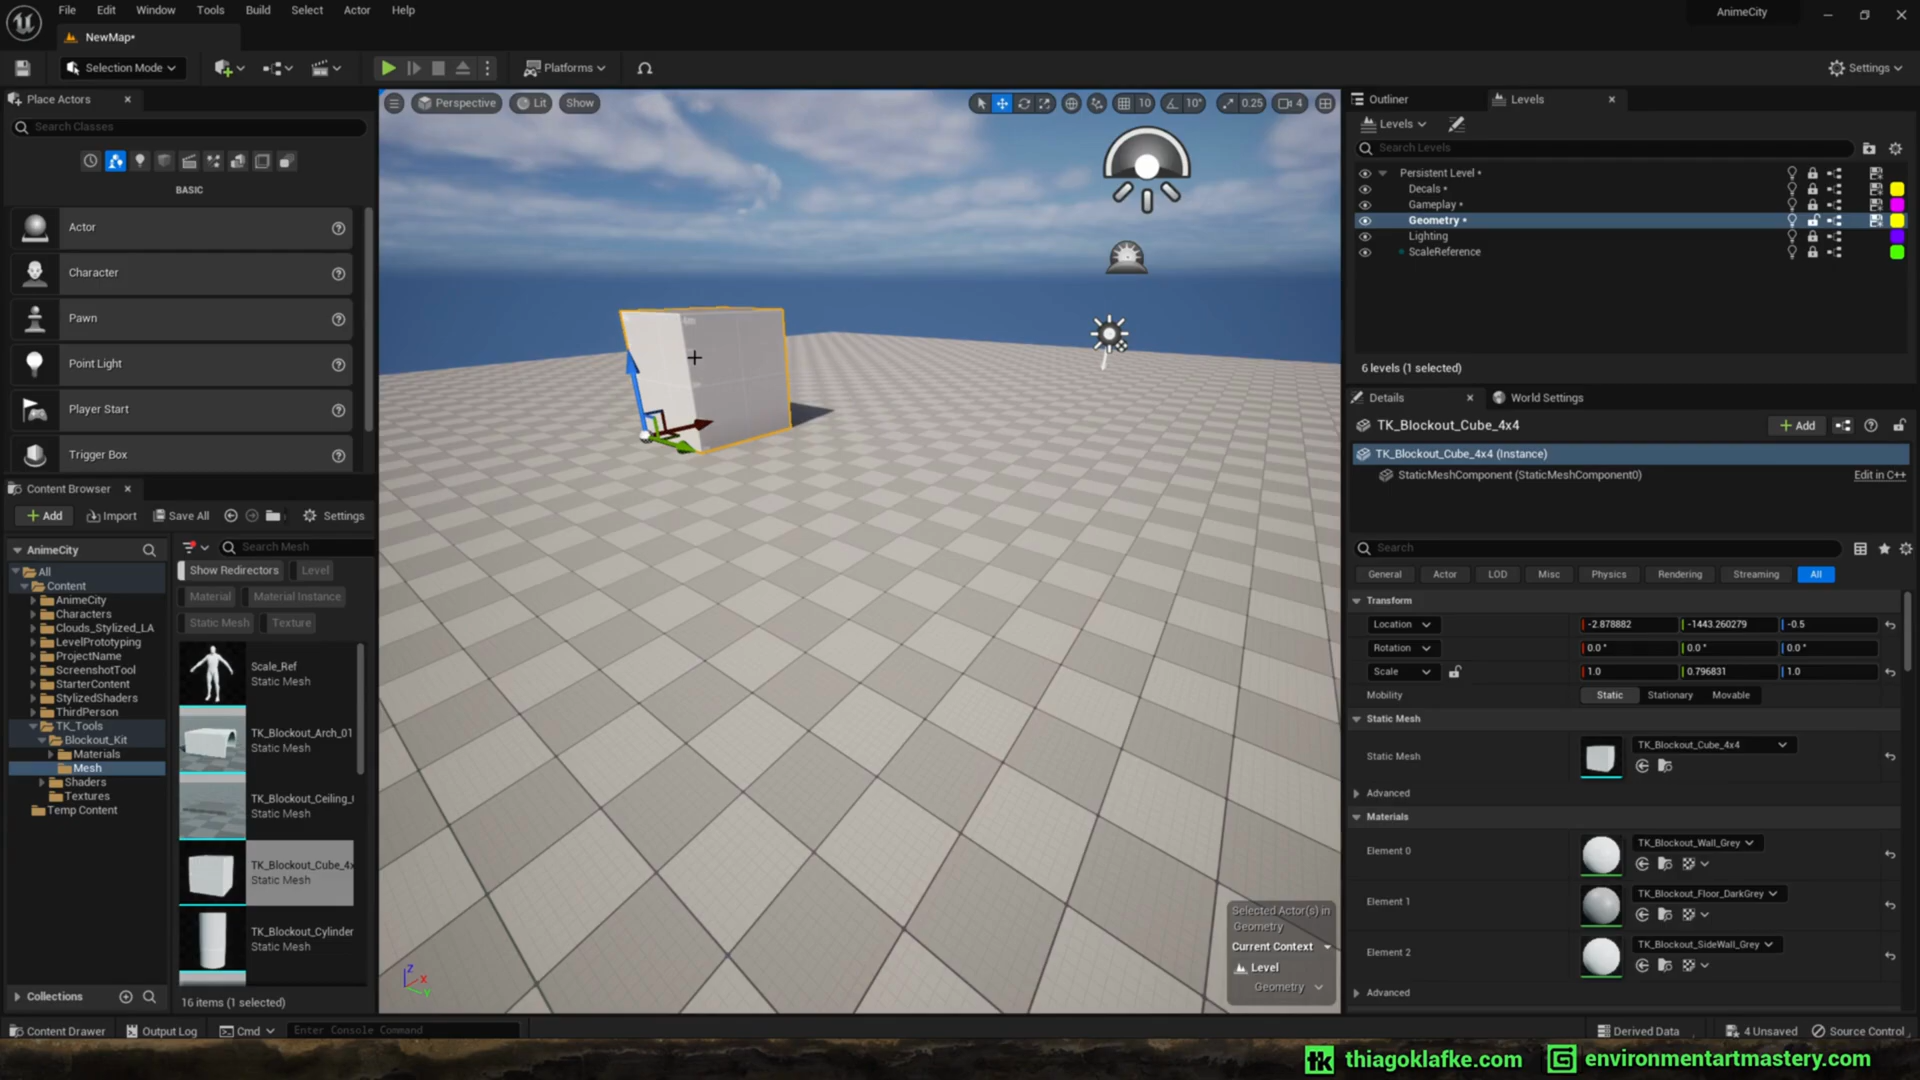 File Edit Window Tools Build Select Actor Help
AnimeCity
NewMap•
Selection Mode
Platforms
Settings
Place Actors
Search Classes
BASIC
Actor
Character
Pawn
Point Light
Player Start
Trigger Box
Perspective Lit Show
10 10° 0.25 4
Outliner Levels
Levels
Search Levels
Persistent Level •
Decals •
Gameplay •
Geometry •
Lighting
ScaleReference
6 levels (1 selected)
Details World Settings
TK_Blockout_Cube_4x4
Add
TK_Blockout_Cube_4x4 (Instance)
StaticMeshComponent (StaticMeshComponent0) Edit in C++
Search
General Actor LOD Misc Physics Rendering Streaming All
Transform
Location -2.878882 -1443.260279 -0.5
Rotation 0.0 ° 0.0 ° 0.0 °
Scale 1.0 0.796831 1.0
Mobility Static Stationary Movable
Static Mesh
Static Mesh TK_Blockout_Cube_4x4
Advanced
Materials
Element 0 TK_Blockout_Wall_Grey
Element 1 TK_Blockout_Floor_DarkGrey
Element 2 TK_Blockout_SideWall_Grey
Advanced
Content Browser
Add Import Save All Settings
AnimeCity
All
Content
AnimeCity
Characters
Clouds_Stylized_LA
LevelPrototyping
ProjectName
ScreenshotTool
StarterContent
StylizedShaders
ThirdPerson
TK_Tools
Blockout_Kit
Materials
Mesh
Shaders
Textures
Temp Content
Collections
Search Mesh
Show Redirectors Level
Material Material Instance
Static Mesh Texture
Scale_Ref
Static Mesh
TK_Blockout_Arch_01
Static Mesh
TK_Blockout_Ceiling_
Static Mesh
TK_Blockout_Cube_4x
Static Mesh
TK_Blockout_Cylinder
Static Mesh
16 items (1 selected)
Z X Y
Selected Actor(s) in
Geometry
Current Context
Level
Geometry
Content Drawer Output Log Cmd Enter Console Command
Derived Data 4 Unsaved Source Control
thiagoklafke.com environmentartmastery.com